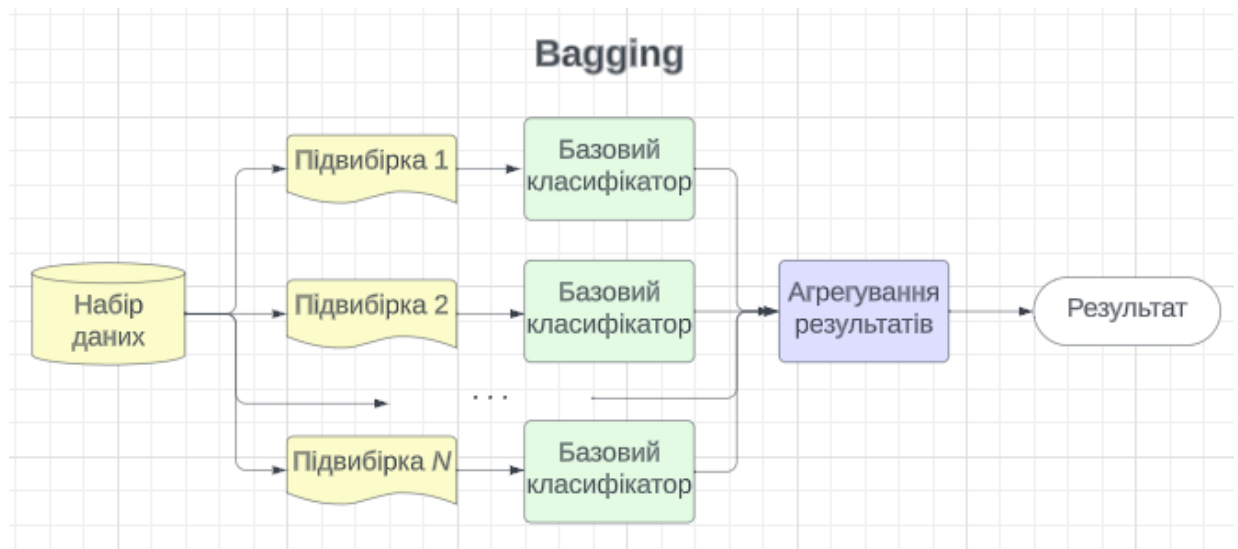 Bagging
Підвибірка 1
Базовий
класифікатор
Набір
даних
Підвибірка 2
Базовий
класифікатор
Агрегування
результатів
Результат
...
Підвибірка N
Базовий
класифікатор